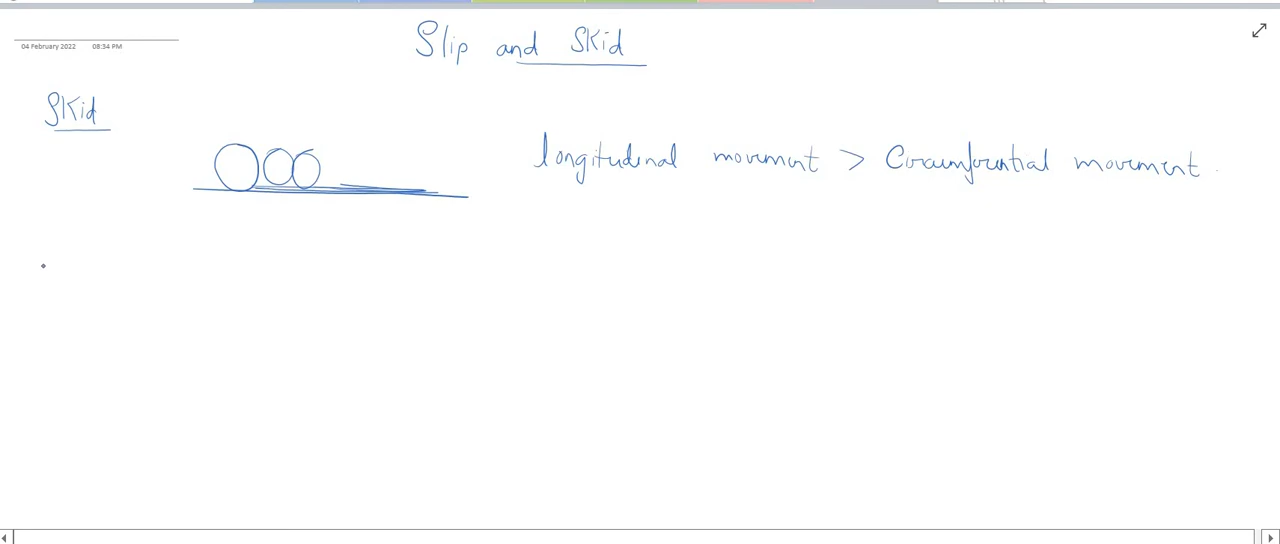 Slip and Skid
04 February 2022 08:34 PM
Skid
longitudinal movement > Circumferential movement.